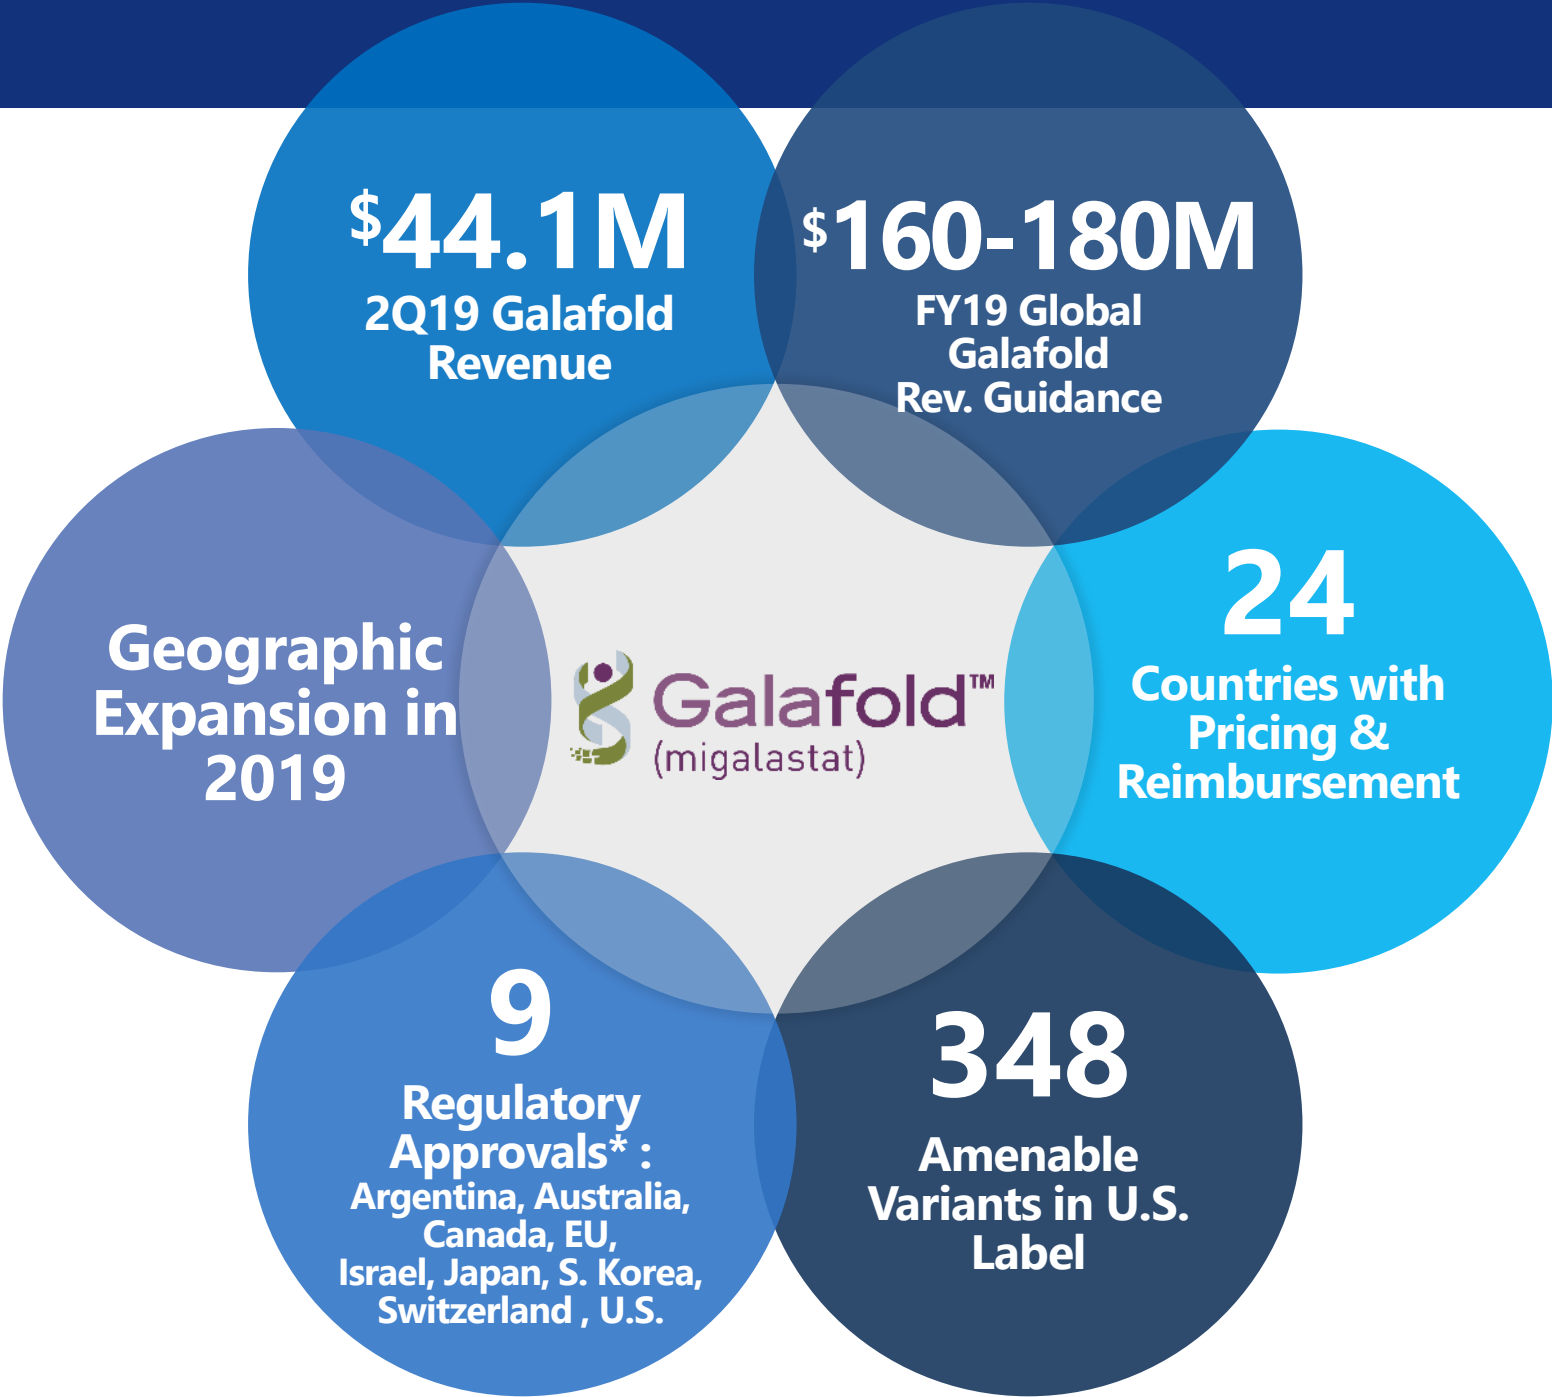 $44.1M
2Q19 Galafold
Revenue
$160-180M
FY19 Global
Galafold
Rev. Guidance
Geographic
Expansion in
2019
Galafold™
(migalastat)
24
Countries with
Pricing &
Reimbursement
9
Regulatory
Approvals* :
Argentina, Australia,
Canada, EU,
Israel, Japan, S. Korea,
Switzerland , U.S.
348
Amenable
Variants in U.S.
Label